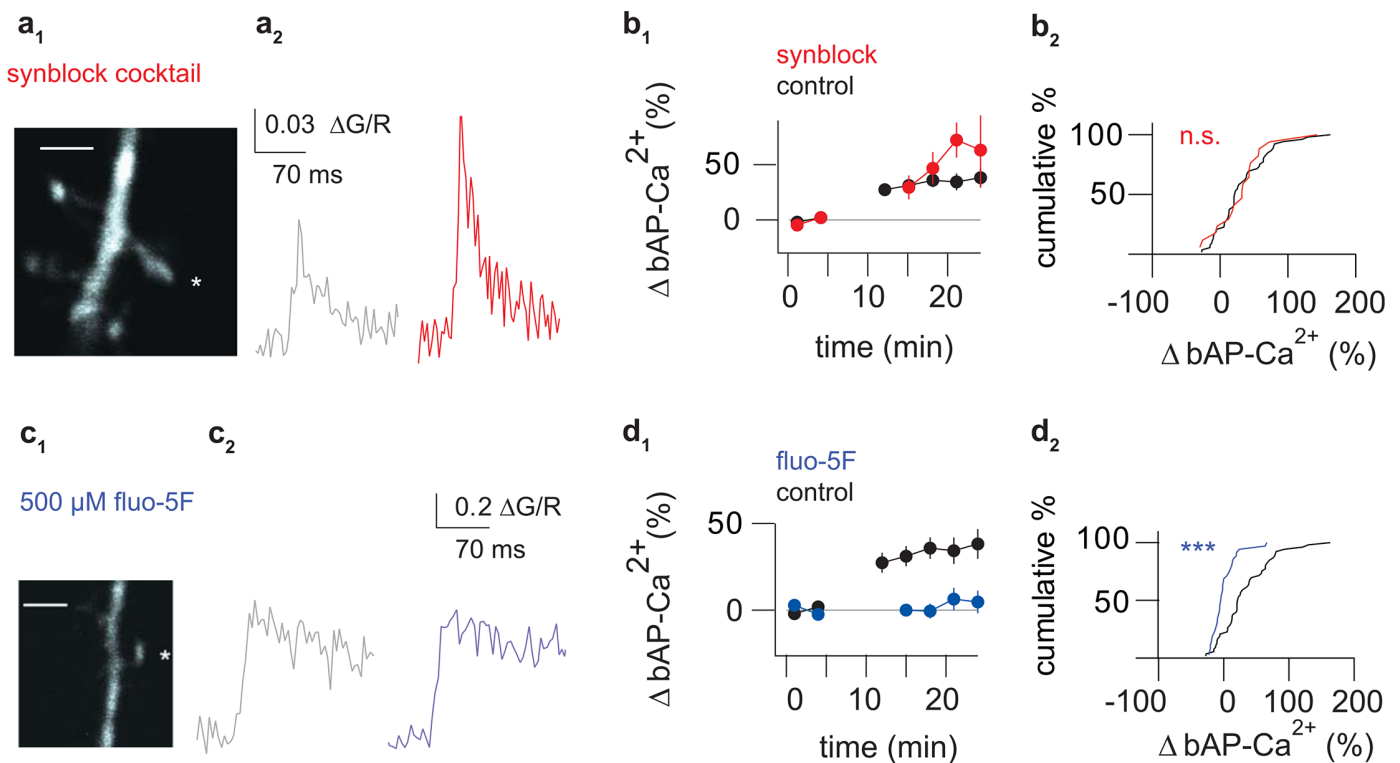 a1
a2
b1
b2
synblock cocktail
0.03 ΔG/R
70 ms
*
synblock
control
Δ bAP-Ca2+ (%)
50
0
0 10 20
time (min)
cumulative %
100
50
n.s.
-100 0 100 200
Δ bAP-Ca2+ (%)
c1
c2
d1
d2
500 µM fluo-5F
*
0.2 ΔG/R
70 ms
fluo-5F
control
Δ bAP-Ca2+ (%)
50
0
0 10 20
time (min)
cumulative %
100
50
***
-100 0 100 200
Δ bAP-Ca2+ (%)